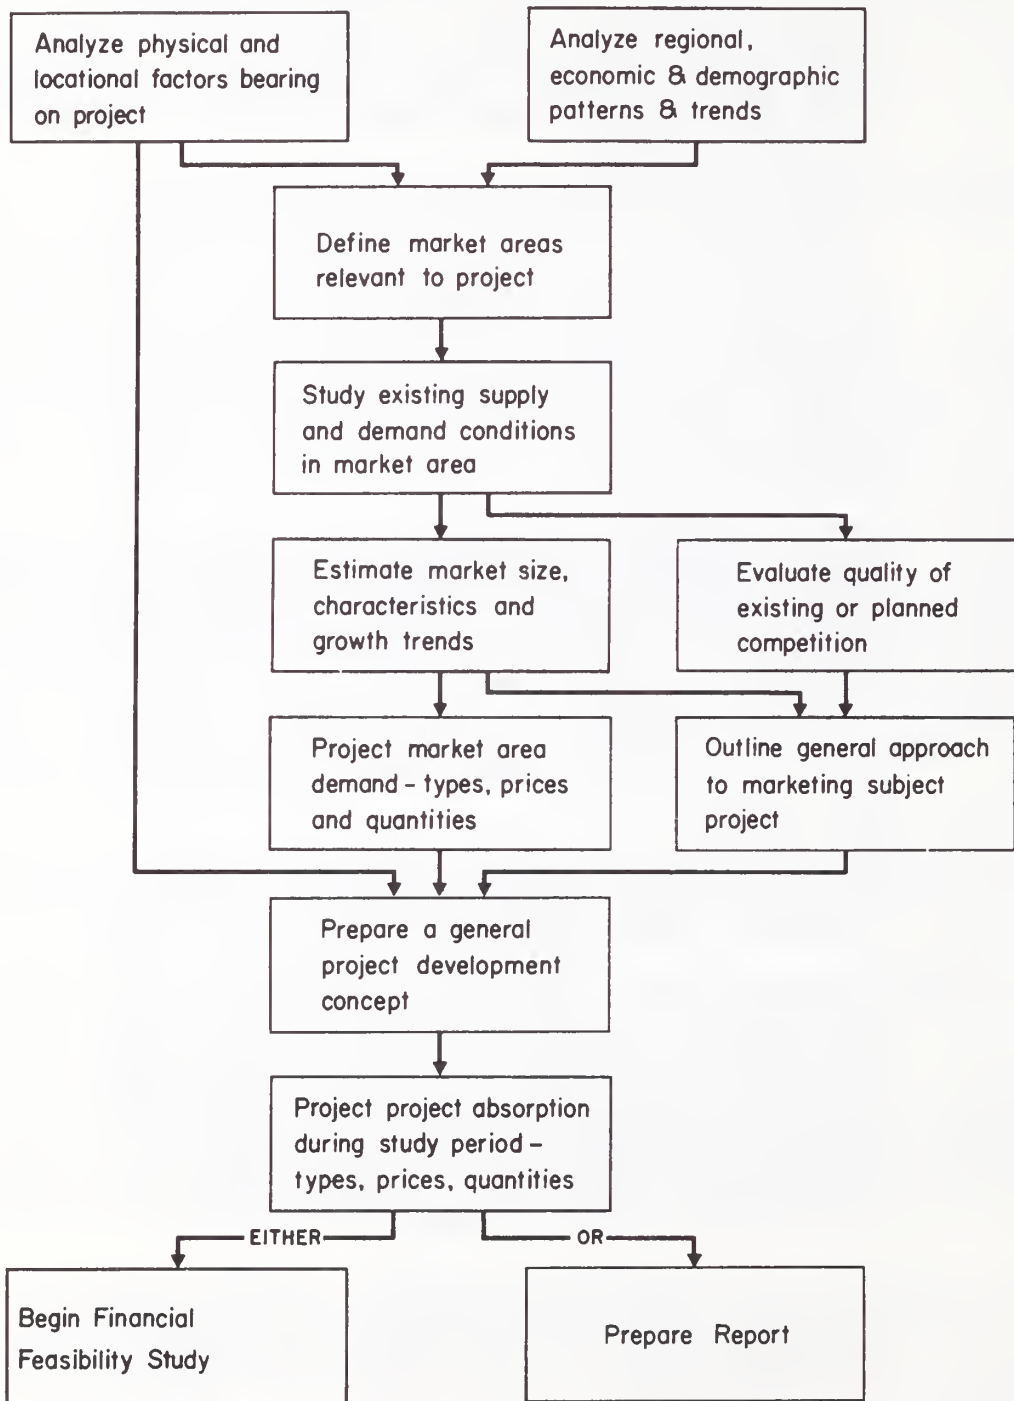 Analyze physical and
locational factors bearing
on project
Analyze regional,
economic & demographic
patterns & trends
Define market areas
relevant to project
Study existing supply
and demand conditions
in market area
Estimate market size,
characteristics and
growth trends
Evaluate quality of
existing or planned
competition
Project market area
demand - types, prices
and quantities
Outline general approach
to marketing subject
project
Prepare a general
project development
concept
Project project absorption
during study period -
types, prices, quantities
EITHER
OR
Begin Financial
Feasibility Study
Prepare Report